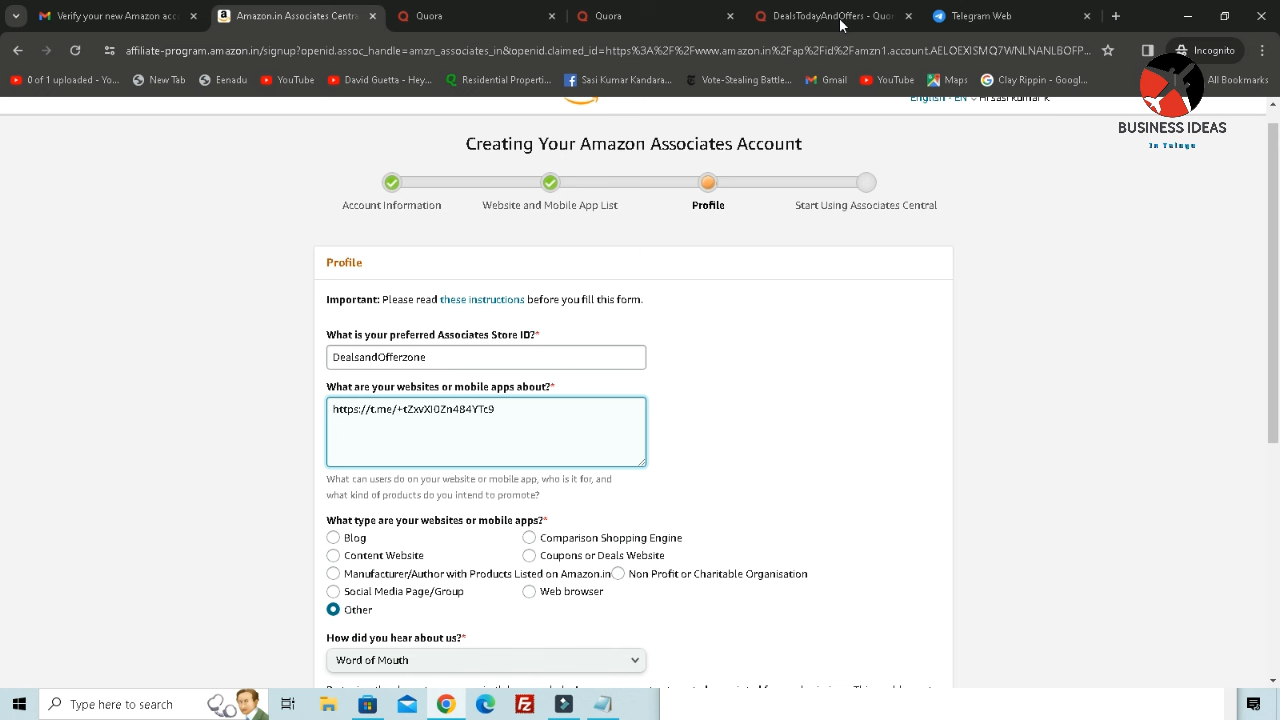 Verify your new Amazon acc
Amazon.in Associates Centra
Quora
Quora
DealsTodayAndOffers - Quor
Telegram Web
affiliate-program.amazon.in/signup?openid.assoc_handle=amzn_associates_in&openid.claimed_id=https%3A%2F%2Fwww.amazon.in%2Fap%2Fid%2Famzn1.account.AELOEXISMQ7WNLNANLBOFP...
Incognito
0 of 1 uploaded - Yo...
New Tab
Eenadu
YouTube
David Guetta - Hey...
Residential Properti...
Sasi Kumar Kandara...
Vote-Stealing Battle...
Gmail
YouTube
Maps
Clay Rippin - Googl...
All Bookmarks
English - EN
Hi sasi kumar k
BUSINESS IDEAS
In Telugu
Creating Your Amazon Associates Account
Account Information
Website and Mobile App List
Profile
Start Using Associates Central
Profile
Important: Please read these instructions before you fill this form.
What is your preferred Associates Store ID?*
DealsandOfferzone
What are your websites or mobile apps about?*
https://t.me/+tZxvXI0Zn484YTc9
What can users do on your website or mobile app, who is it for, and
what kind of products do you intend to promote?
What type are your websites or mobile apps?*
Blog
Comparison Shopping Engine
Content Website
Coupons or Deals Website
Manufacturer/Author with Products Listed on Amazon.in
Non Profit or Charitable Organisation
Social Media Page/Group
Web browser
Other
How did you hear about us?*
Word of Mouth
Type here to search